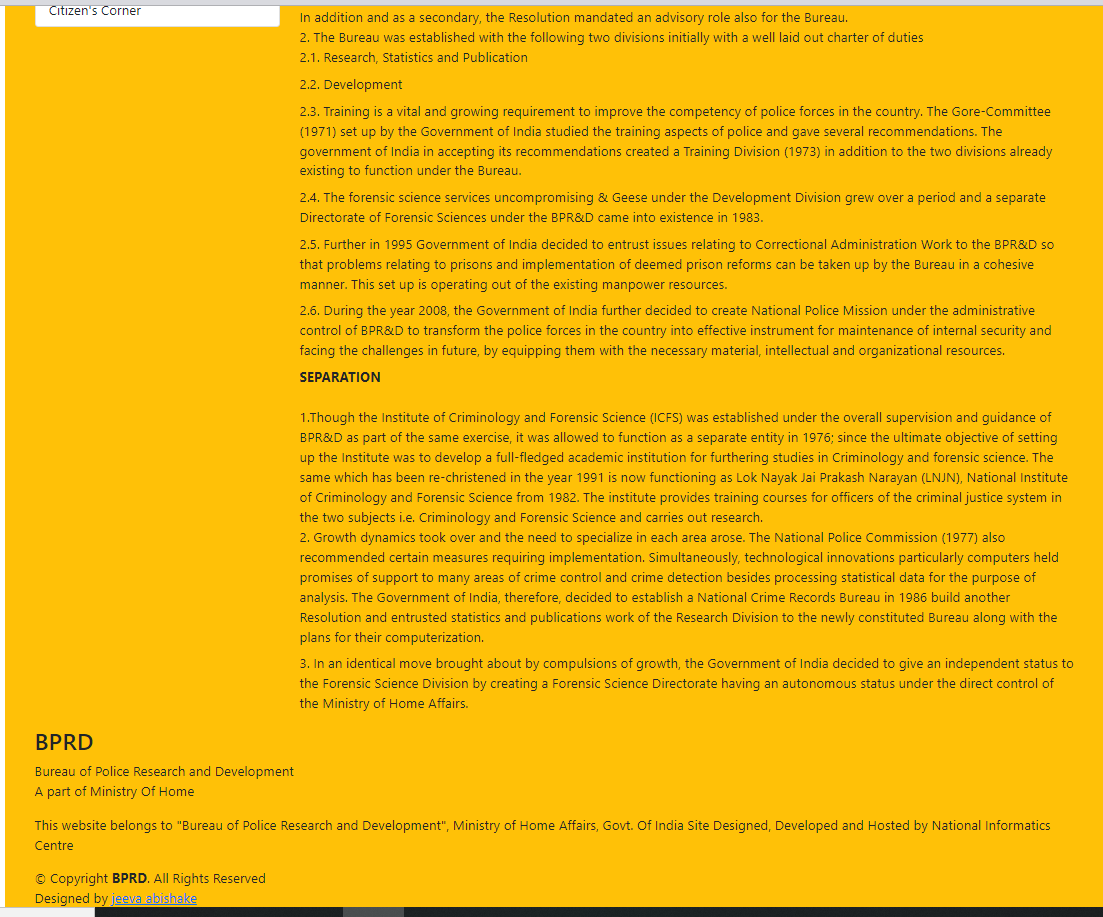 Citizen's Corner
In addition and as a secondary, the Resolution mandated an advisory role also for the Bureau.
2. The Bureau was established with the following two divisions initially with a well laid out charter of duties
2.1. Research, Statistics and Publication
2.2. Development
2.3. Training is a vital and growing requirement to improve the competency of police forces in the country. The Gore-Committee
(1971) set up by the Government of India studied the training aspects of police and gave several recommendations. The
government of India in accepting its recommendations created a Training Division (1973) in addition to the two divisions already
existing to function under the Bureau.
2.4. The forensic science services uncompromising & Geese under the Development Division grew over a period and a separate
Directorate of Forensic Sciences under the BPR&D came into existence in 1983.
2.5. Further in 1995 Government of India decided to entrust issues relating to Correctional Administration Work to the BPR&D so
that problems relating to prisons and implementation of deemed prison reforms can be taken up by the Bureau in a cohesive
manner. This set up is operating out of the existing manpower resources.
2.6. During the year 2008, the Government of India further decided to create National Police Mission under the administrative
control of BPR&D to transform the police forces in the country into effective instrument for maintenance of internal security and
facing the challenges in future, by equipping them with the necessary material, intellectual and organizational resources.
SEPARATION
1.Though the Institute of Criminology and Forensic Science (ICFS) was established under the overall supervision and guidance of
BPR&D as part of the same exercise, it was allowed to function as a separate entity in 1976; since the ultimate objective of setting
up the Institute was to develop a full-fledged academic institution for furthering studies in Criminology and forensic science. The
same which has been re-christened in the year 1991 is now functioning as Lok Nayak Jai Prakash Narayan (LNJN), National Institute
of Criminology and Forensic Science from 1982. The institute provides training courses for officers of the criminal justice system in
the two subjects i.e. Criminology and Forensic Science and carries out research.
2. Growth dynamics took over and the need to specialize in each area arose. The National Police Commission (1977) also
recommended certain measures requiring implementation. Simultaneously, technological innovations particularly computers held
promises of support to many areas of crime control and crime detection besides processing statistical data for the purpose of
analysis. The Government of India, therefore, decided to establish a National Crime Records Bureau in 1986 build another
Resolution and entrusted statistics and publications work of the Research Division to the newly constituted Bureau along with the
plans for their computerization.
3. In an identical move brought about by compulsions of growth, the Government of India decided to give an independent status to
the Forensic Science Division by creating a Forensic Science Directorate having an autonomous status under the direct control of
the Ministry of Home Affairs.
BPRD
Bureau of Police Research and Development
A part of Ministry Of Home
This website belongs to "Bureau of Police Research and Development", Ministry of Home Affairs, Govt. Of India Site Designed, Developed and Hosted by National Informatics
Centre
© Copyright BPRD. All Rights Reserved
Designed by jeeva abishake